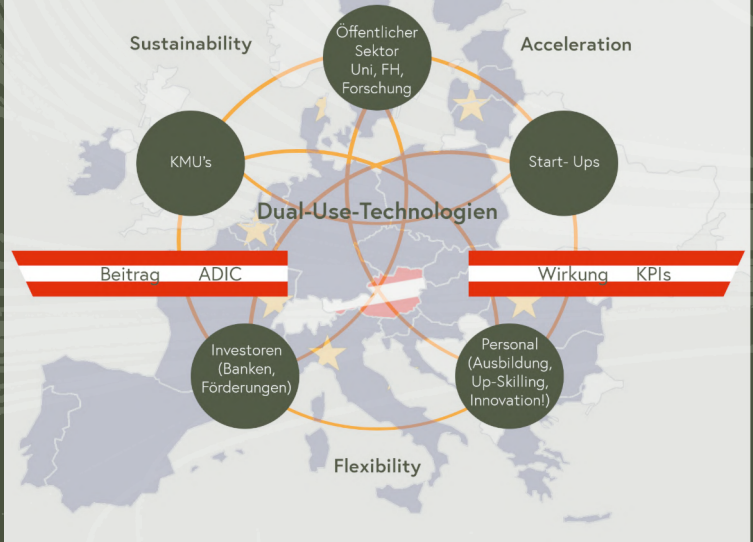 Sustainability
Öffentlicher
Sektor
Uni, FH,
Forschung
Acceleration
KMU's
Start- Ups
Dual-Use-Technologien
Beitrag ADIC
Wirkung KPIs
Investoren
(Banken,
Förderungen)
Personal
(Ausbildung,
Up-Skilling,
Innovation!)
Flexibility